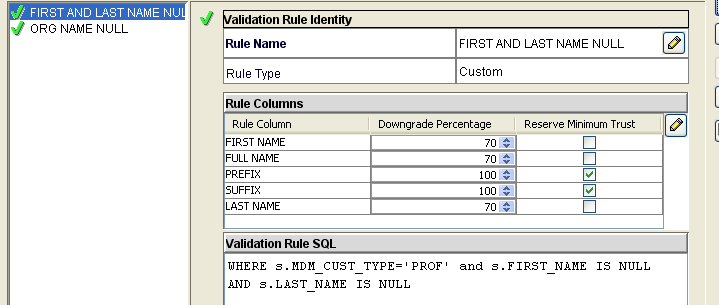 FIRST AND LAST NAME NUL
ORG NAME NULL
Validation Rule Identity
Rule Name FIRST AND LAST NAME NULL
Rule Type Custom
Rule Columns
Rule Column Downgrade Percentage Reserve Minimum Trust
FIRST NAME 70
FULL NAME 70
PREFIX 100
SUFFIX 100
LAST NAME 70
Validation Rule SQL
WHERE s.MDM_CUST_TYPE='PROF' and s.FIRST_NAME IS NULL
AND s.LAST_NAME IS NULL